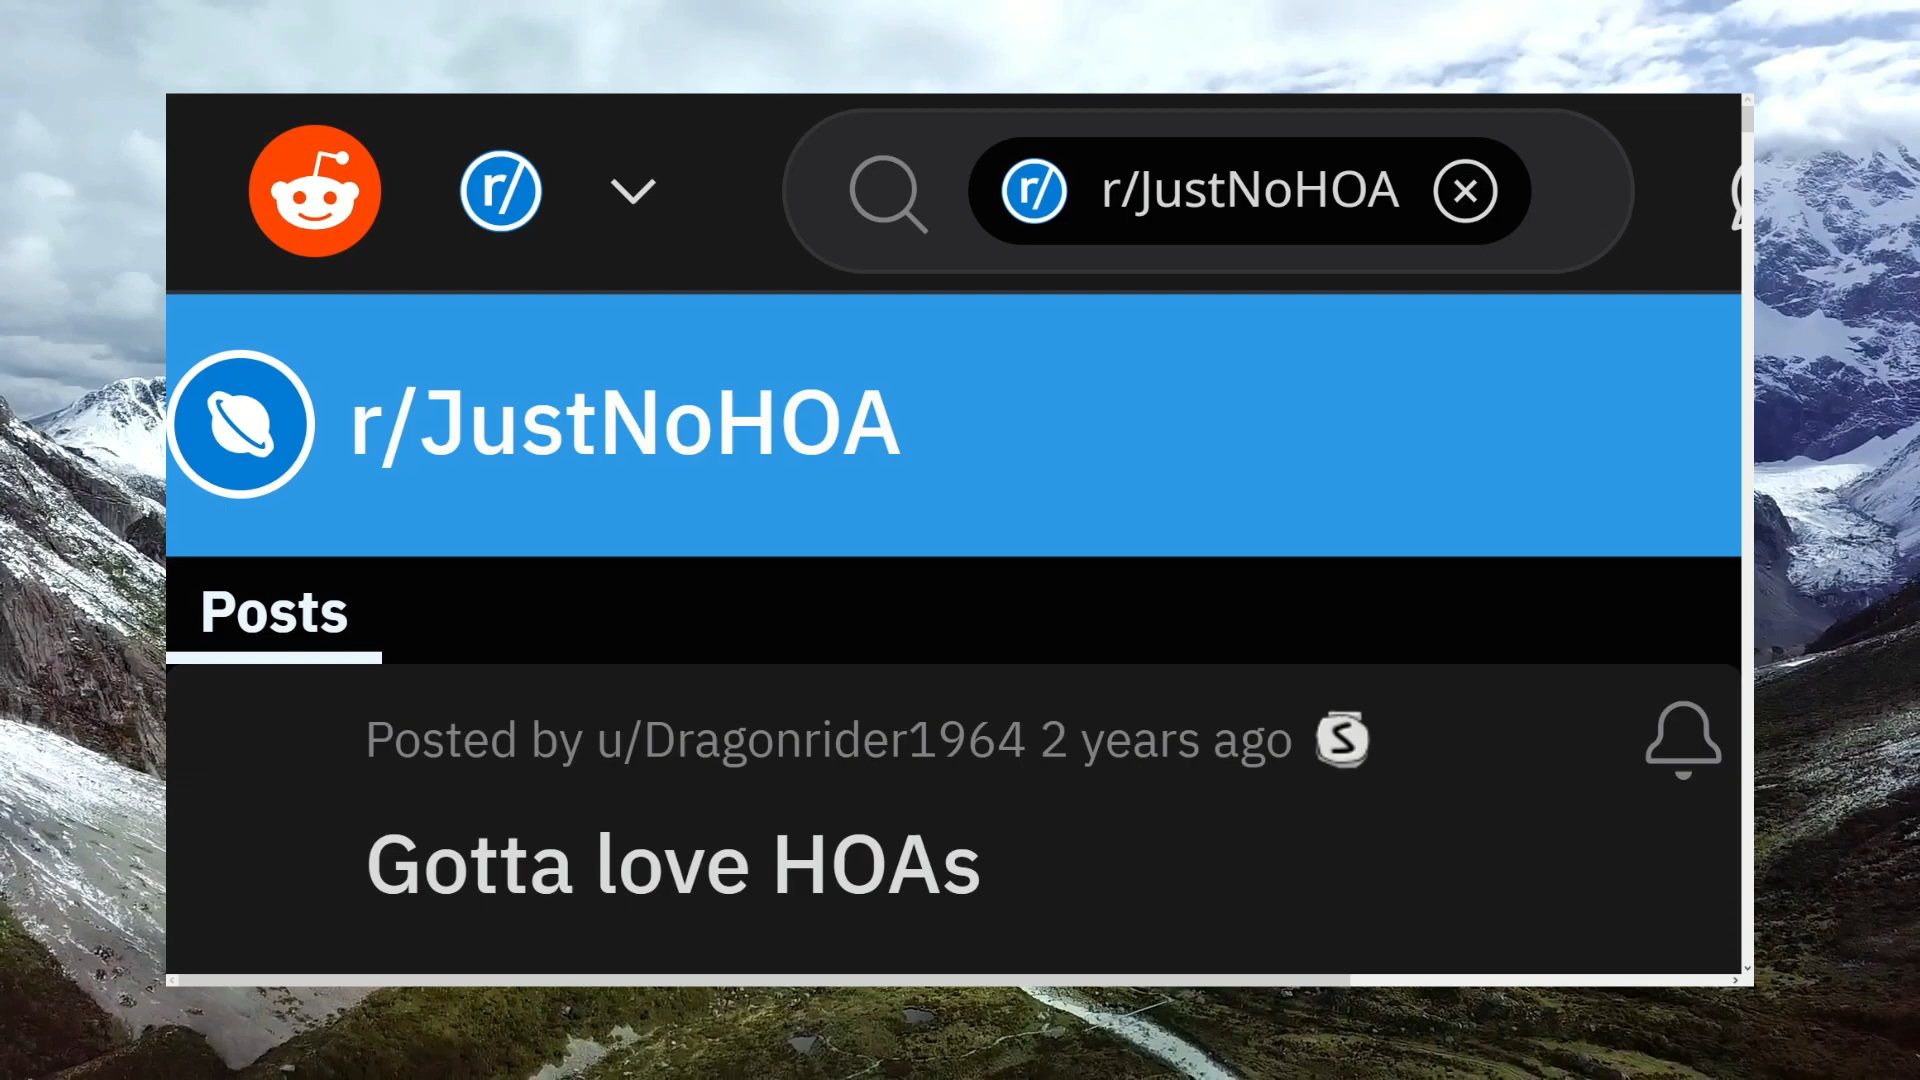 r/ r/ r/JustNoHOA
r/JustNoHOA
Posts
Posted by u/Dragonrider1964 2 years ago S
Gotta love HOAs